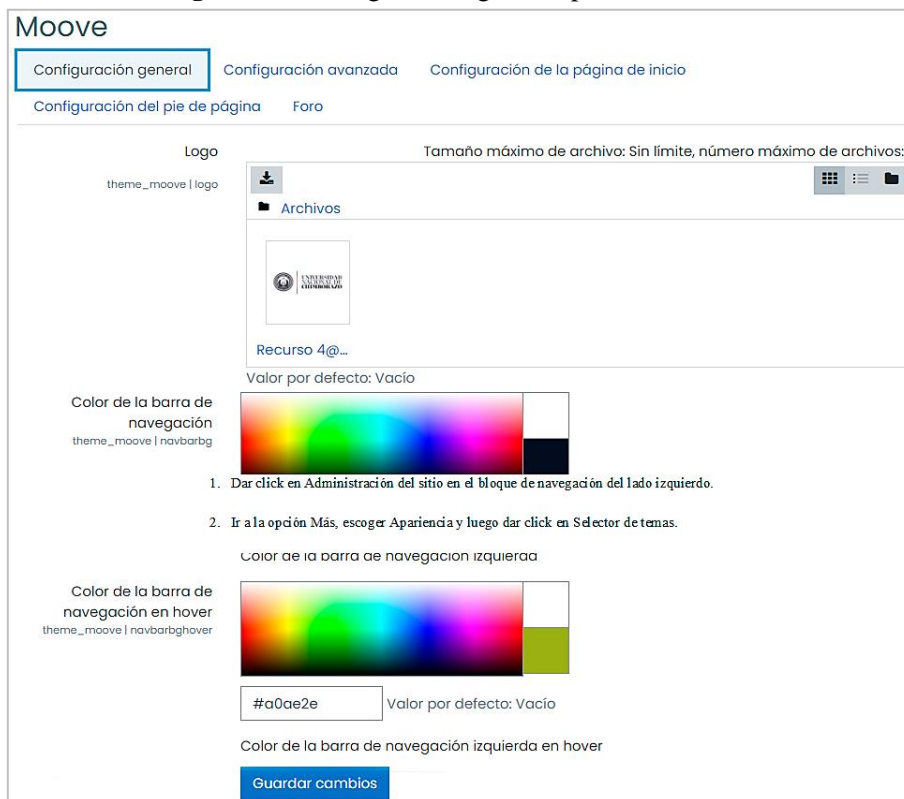 Moove
Configuración general Configuración avanzada Configuración de la página de inicio
Configuración del pie de página Foro
Logo
theme_moove | logo
Tamaño máximo de archivo: Sin límite, número máximo de archivos:
Archivos
UNIVERSIDAD
NACIONAL DE
CHIMBORAZO
Recurso 4@...
Valor por defecto: Vacío
Color de la barra de
navegación
theme_moove | navbarbg
1. Dar click en Administración del sitio en el bloque de navegación del lado izquierdo.
2. Ir a la opción Más, escoger Apariencia y luego dar click en Selector de temas.
Color de la barra de navegación izquierda
Color de la barra de
navegación en hover
theme_moove | navbarbghover
#a0ae2e Valor por defecto: Vacío
Color de la barra de navegación izquierda en hover
Guardar cambios